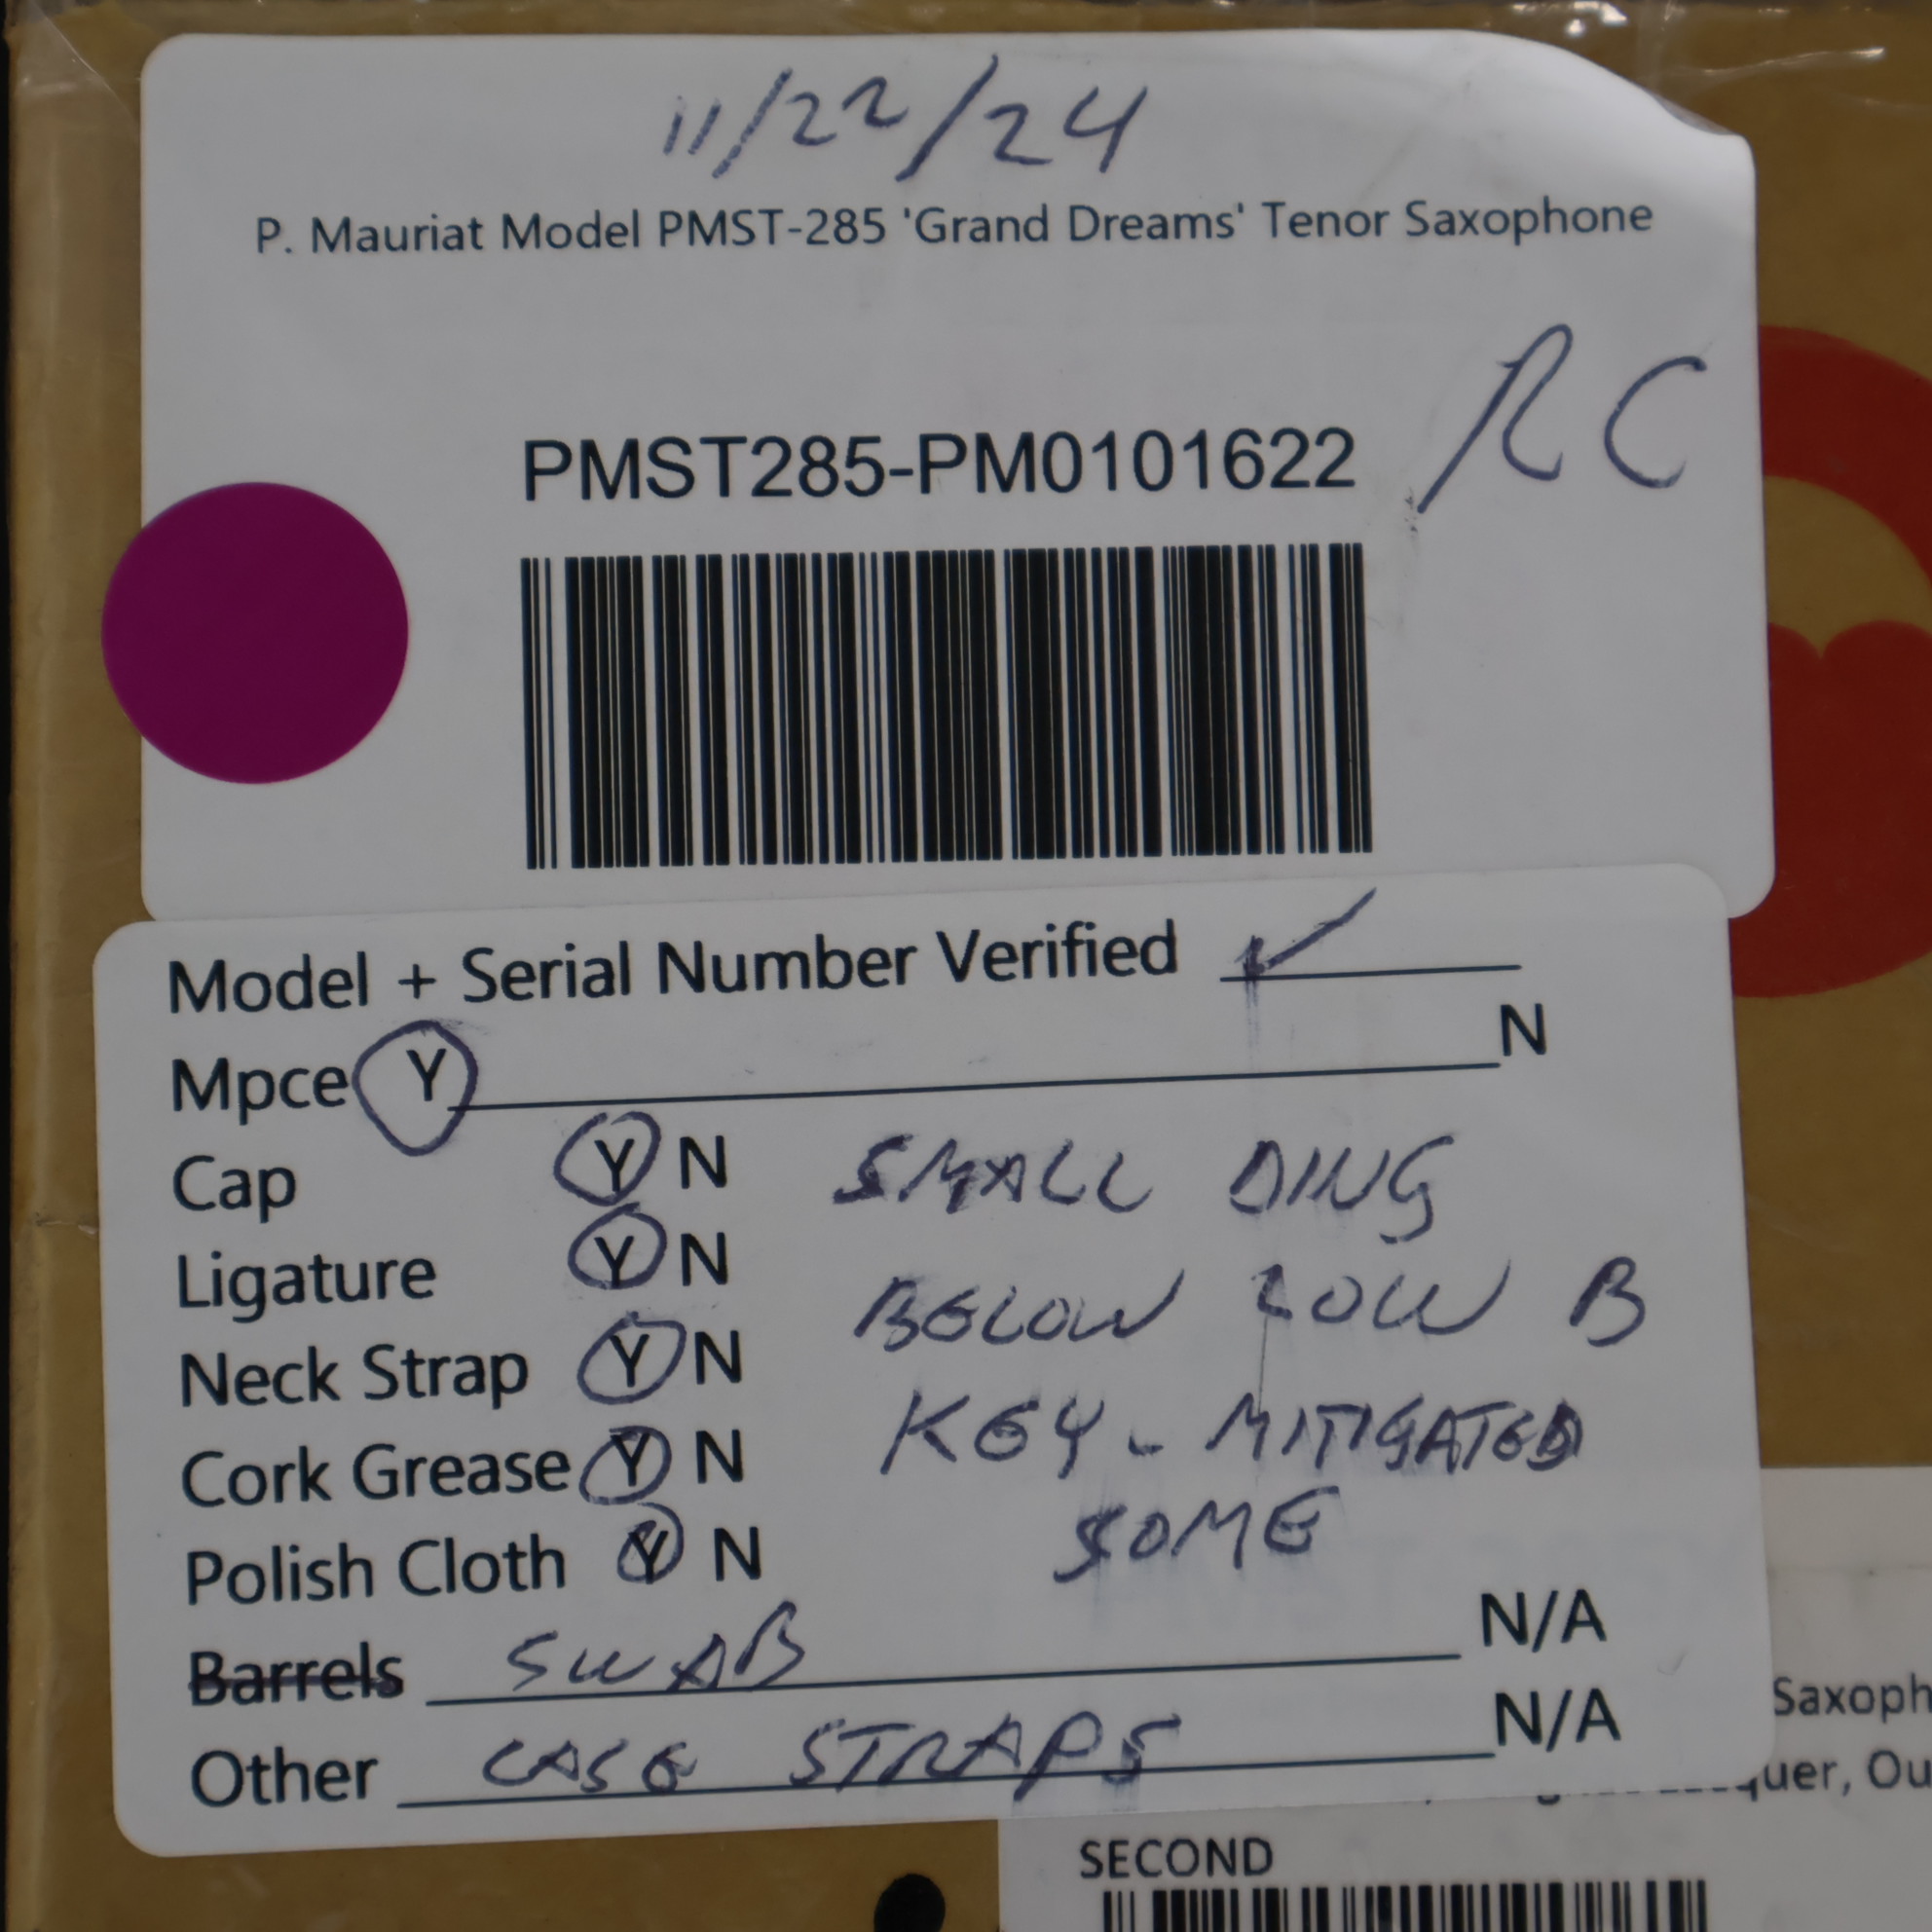 11/22/24
P. Mauriat Model PMST-285 'Grand Dreams' Tenor Saxophone
RC
PMST285-PM0101622
Model + Serial Number Verified ✓
Mpce Y N
Cap Y N SMALL DING
Ligature Y N BELOW LOW B
Neck Strap Y N KEY - MITIGATED
Cork Grease Y N SOME
Polish Cloth Y N
Barrels SWAB N/A
Other CASE STRAPS N/A
Saxoph
uer, Ou
SECOND